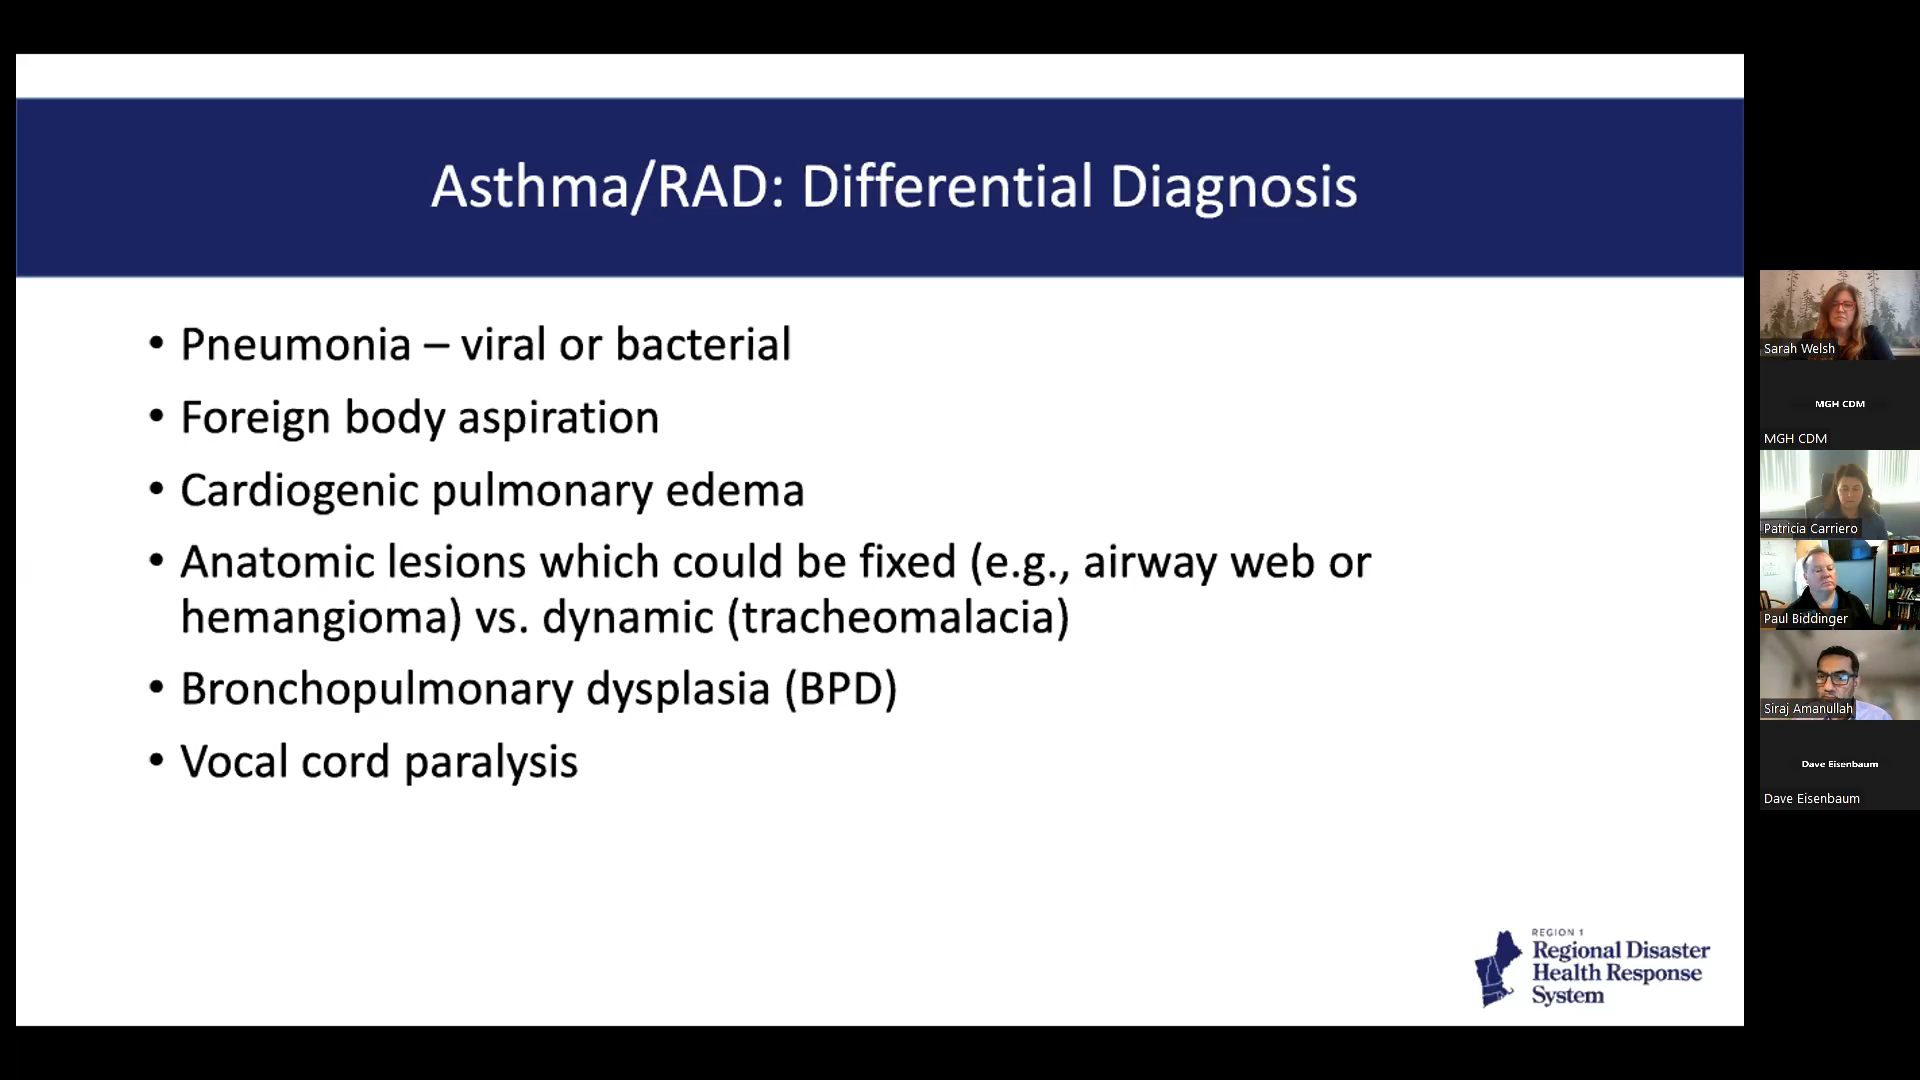 Asthma/RAD: Differential Diagnosis
• Pneumonia – viral or bacterial
• Foreign body aspiration
• Cardiogenic pulmonary edema
• Anatomic lesions which could be fixed (e.g., airway web or
hemangioma) vs. dynamic (tracheomalacia)
• Bronchopulmonary dysplasia (BPD)
• Vocal cord paralysis
REGION 1
Regional Disaster
Health Response
System
Sarah Welsh
MGH CDM
MGH CDM
Patricia Carriero
Paul Biddinger
Siraj Amanullah
Dave Eisenbaum
Dave Eisenbaum